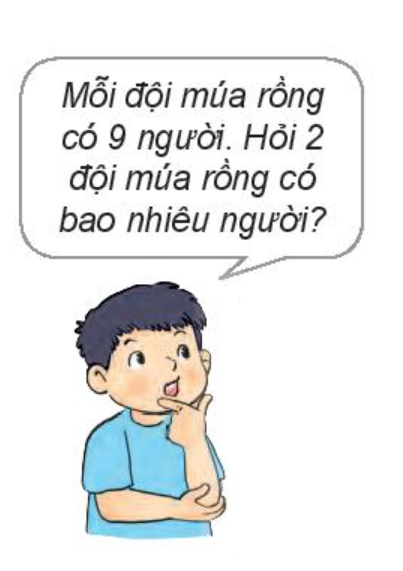 Mỗi đội múa rồng
có 9 người. Hỏi 2
đội múa rồng có
bao nhiêu người?